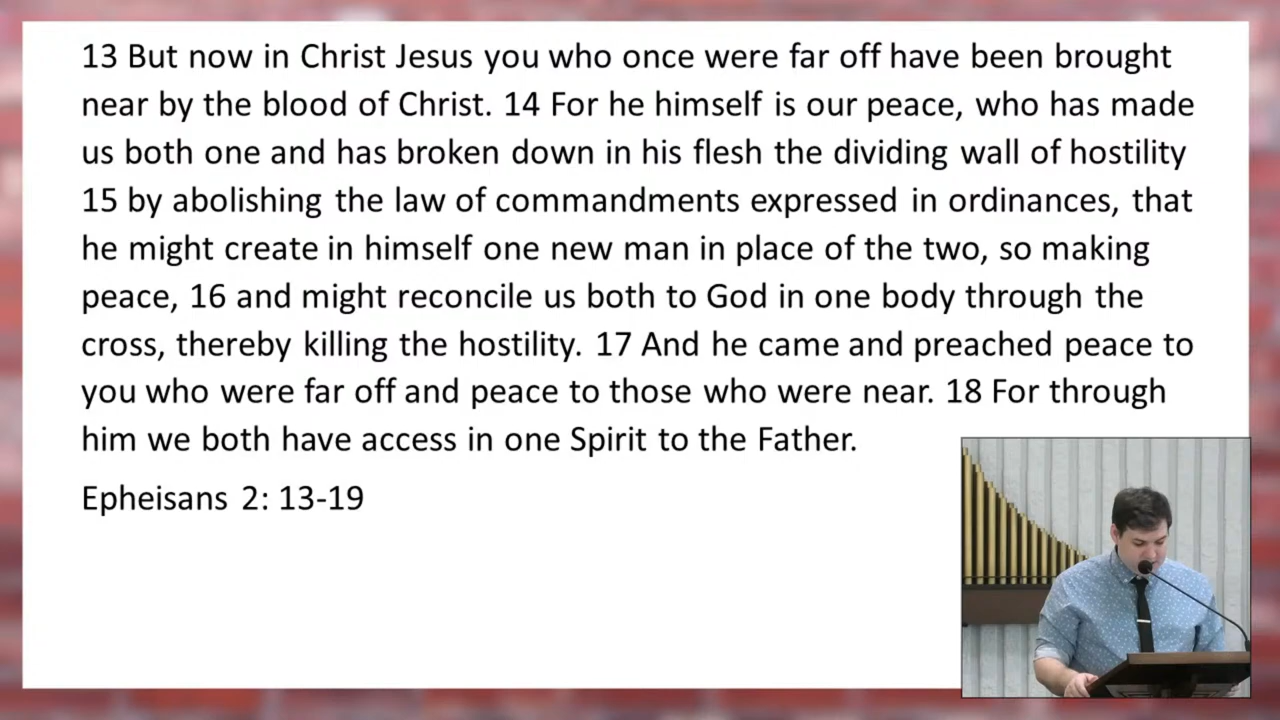 13 But now in Christ Jesus you who once were far off have been brought
near by the blood of Christ. 14 For he himself is our peace, who has made
us both one and has broken down in his flesh the dividing wall of hostility
15 by abolishing the law of commandments expressed in ordinances, that
he might create in himself one new man in place of the two, so making
peace, 16 and might reconcile us both to God in one body through the
cross, thereby killing the hostility. 17 And he came and preached peace to
you who were far off and peace to those who were near. 18 For through
him we both have access in one Spirit to the Father.
Epheisans 2: 13-19